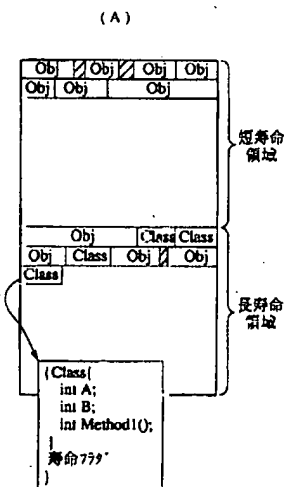 (A)
Obj Obj Obj Obj
Obj Obj Obj
短寿命
領域
Obj Class Class
Obj Class Obj Obj
Class
長寿命
領域
{Class{
int A;
int B;
int Method1();
}
寿命フラグ
}